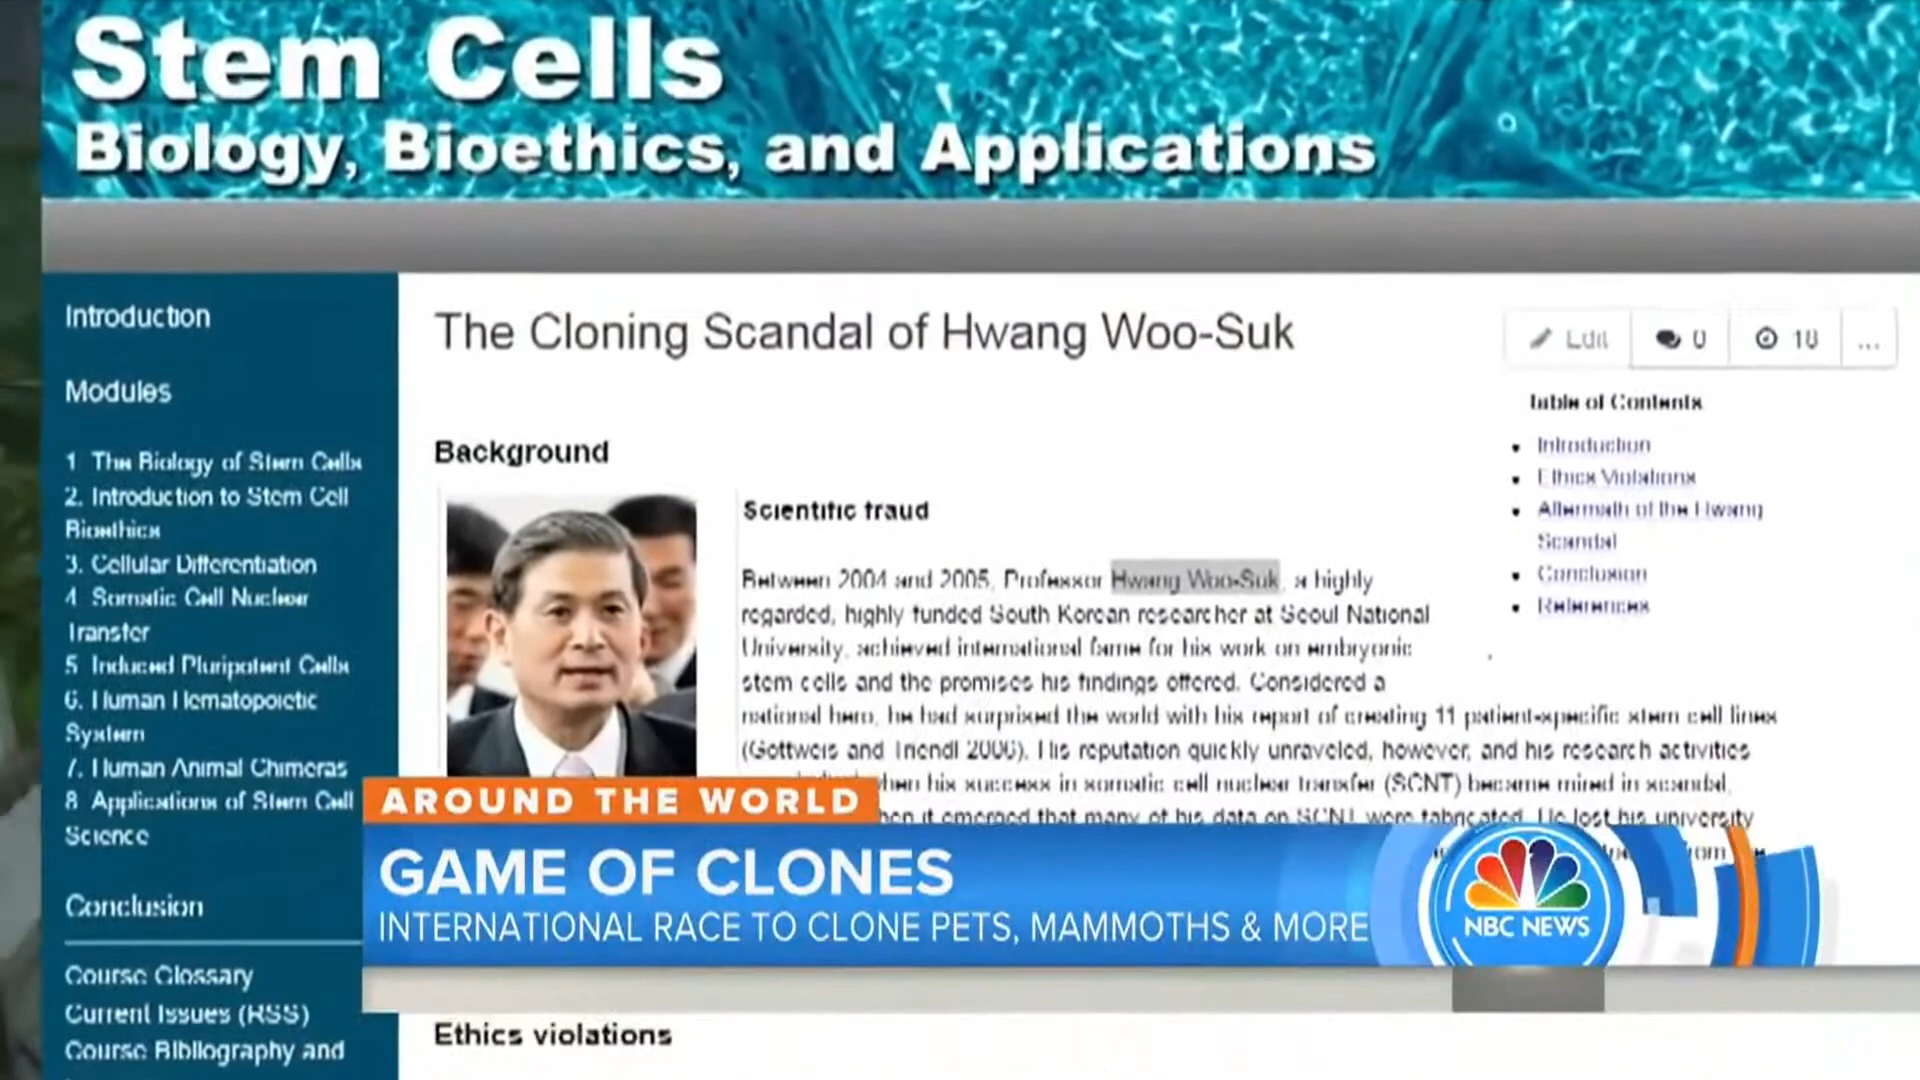 Stem Cells
Biology, Bioethics, and Applications
Introduction
Modules
1 The Biology of Stem Cells
2. Introduction to Stem Cell
Bioethics
3. Cellular Differentiation
4 Somatic Cell Nuclear
Transfer
5 Induced Pluripotent Cells
6. Human Hematopoietic
System
7. Human Animal Chimeras
8 Applications of Stem Cell
Science
Conclusion
Course Glossary
Current Issues (RSS)
Course Bibliography and
The Cloning Scandal of Hwang Woo-Suk
Edit 0 18 ...
Table of Contents
Introduction
Ethics Violations
Aftermath of the Hwang
Scandal
Conclusion
References
Background
Scientific fraud
Between 2004 and 2005, Professor Hwang Woo-Suk, a highly
regarded, highly funded South Korean researcher at Seoul National
University, achieved international fame for his work on embryonic
stem cells and the promises his findings offered. Considered a
national hero, he had surprised the world with his report of creating 11 patient-specific stem cell lines
(Gottweis and Triendl 2006). His reputation quickly unraveled, however, and his research activities
when his success in somatic cell nuclear transfer (SCNT) became mired in scandal,
when it emerged that many of his data on SCNT were fabricated. He lost his university
from
AROUND THE WORLD
GAME OF CLONES
INTERNATIONAL RACE TO CLONE PETS, MAMMOTHS & MORE
NBC NEWS
Ethics violations